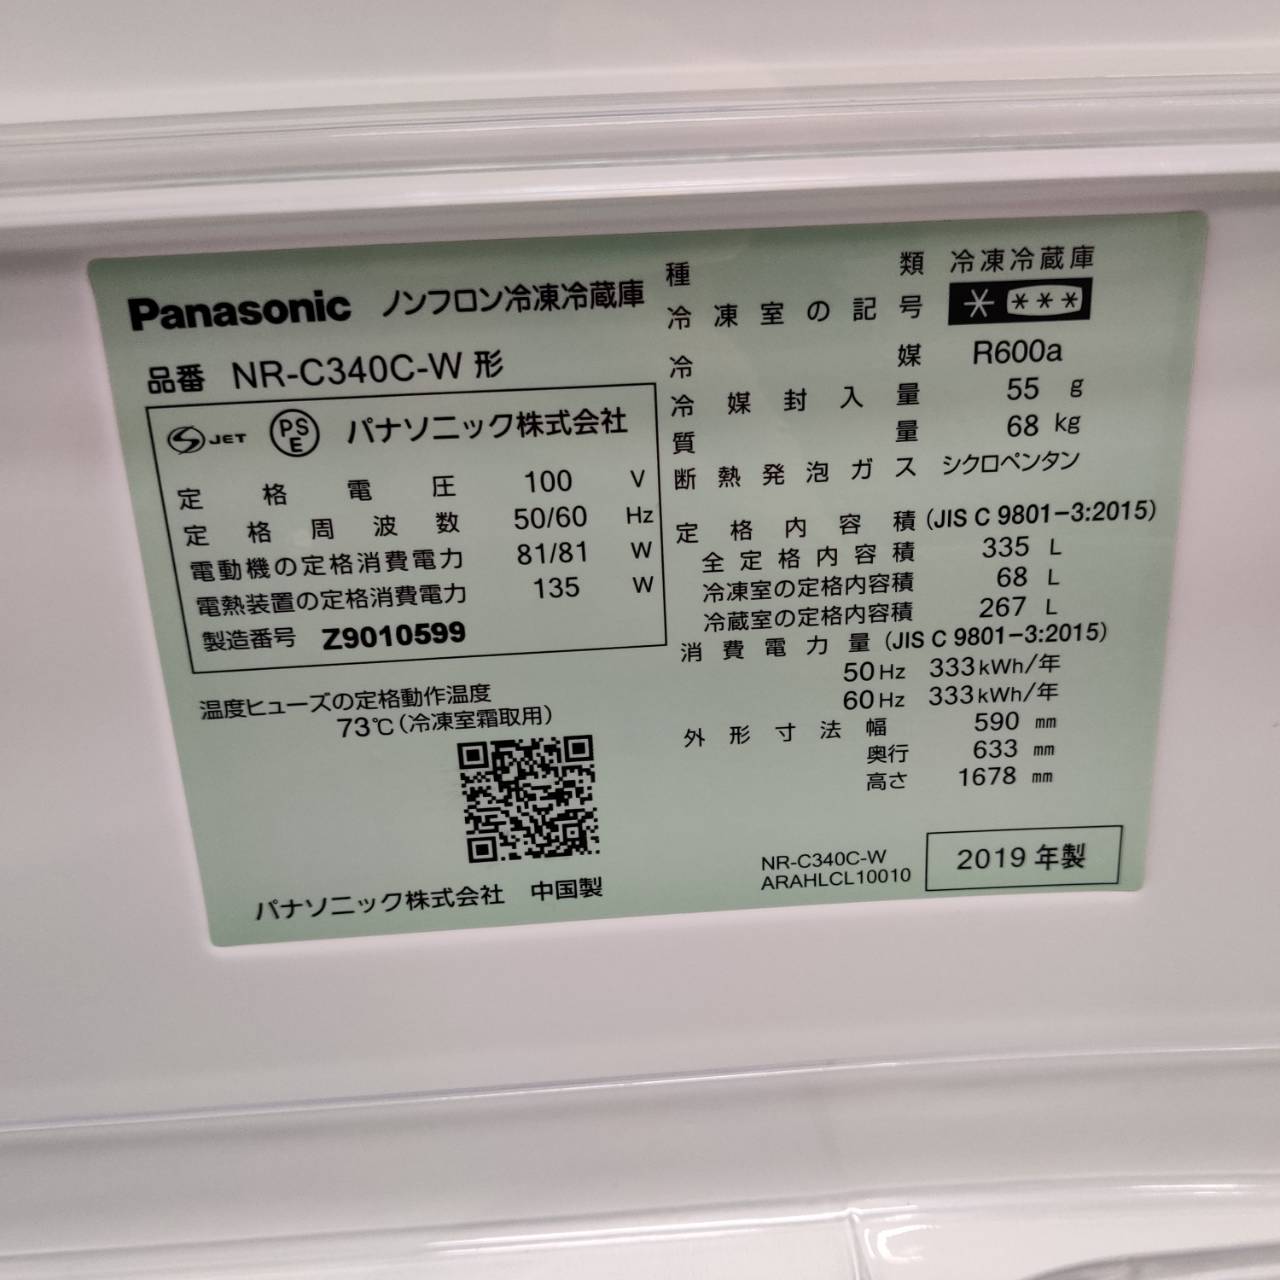 Panasonic ノンフロン冷凍冷蔵庫
品番 NR-C340C-W 形
JET PSE パナソニック株式会社
定格電圧 100 V
定格周波数 50/60 Hz
電動機の定格消費電力 81/81 W
電熱装置の定格消費電力 135 W
製造番号 Z9010599
温度ヒューズの定格動作温度
73℃(冷凍室霜取用)
パナソニック株式会社 中国製
種類 冷凍冷蔵庫
冷凍室の記号 * ***
冷媒 R600a
冷媒封入量 55 g
質量 68 kg
断熱発泡ガス シクロペンタン
定格内容積 (JIS C 9801-3:2015)
全定格内容積 335 L
冷凍室の定格内容積 68 L
冷蔵室の定格内容積 267 L
消費電力量 (JIS C 9801-3:2015)
50Hz 333kWh/年
60Hz 333kWh/年
外形寸法 幅 590 mm
奥行 633 mm
高さ 1678 mm
NR-C340C-W
ARAHLCL10010
2019 年製